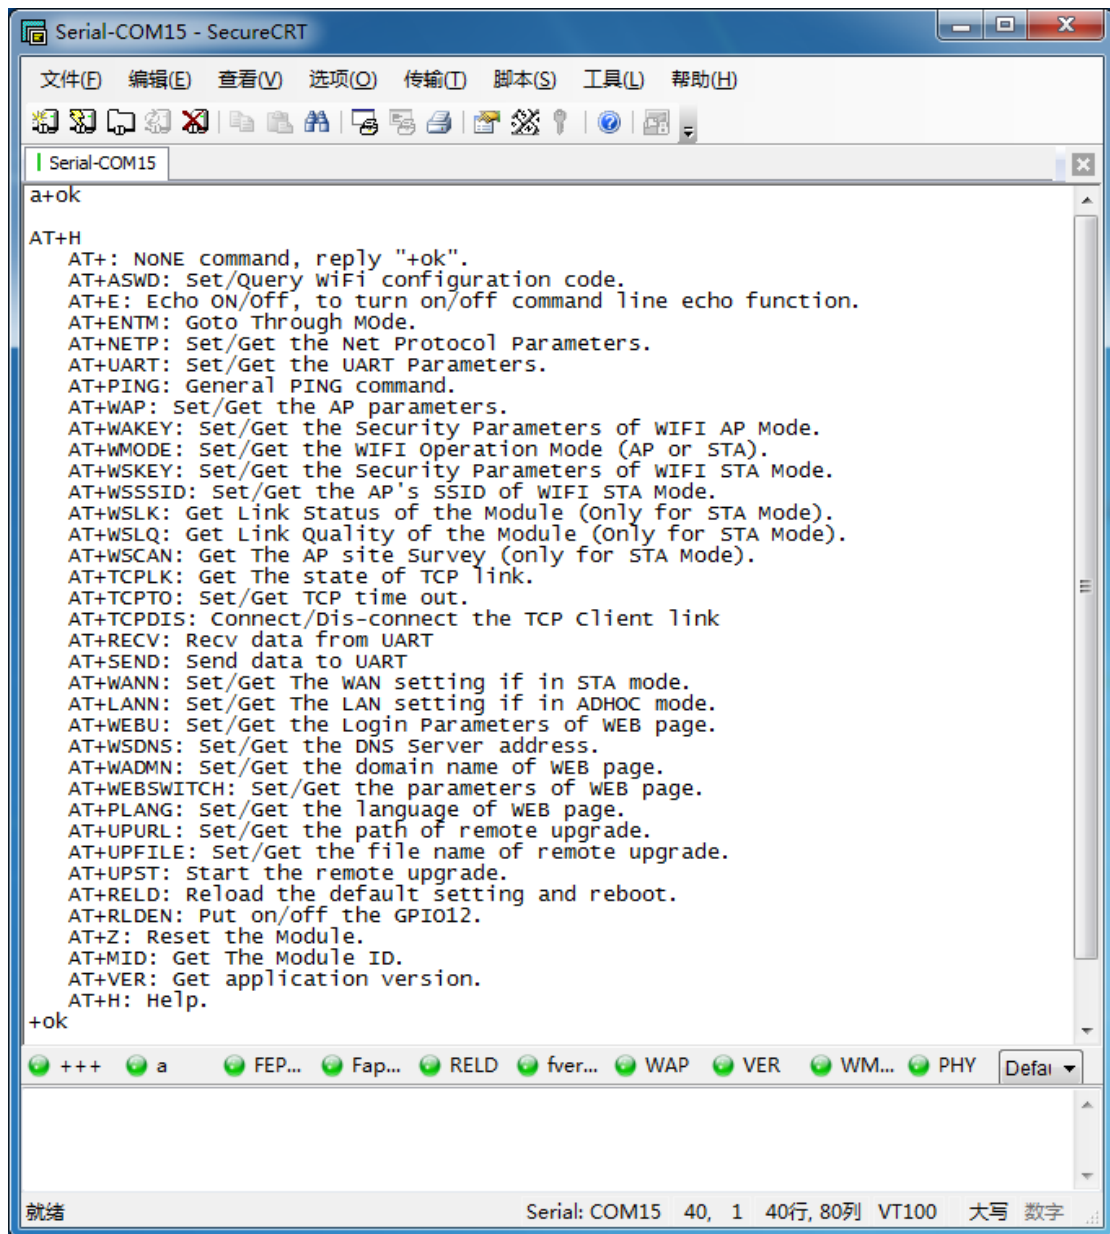 Serial-COM15 - SecureCRT
文件(F) 编辑(E) 查看(V) 选项(O) 传输(T) 脚本(S) 工具(L) 帮助(H)
Serial-COM15
a+ok
AT+H
AT+: NONE command, reply "+ok".
AT+ASWD: Set/Query WiFi configuration code.
AT+E: Echo ON/Off, to turn on/off command line echo function.
AT+ENTM: Goto Through MOde.
AT+NETP: Set/Get the Net Protocol Parameters.
AT+UART: Set/Get the UART Parameters.
AT+PING: General PING command.
AT+WAP: Set/Get the AP parameters.
AT+WAKEY: Set/Get the Security Parameters of WIFI AP Mode.
AT+WMODE: Set/Get the WIFI Operation Mode (AP or STA).
AT+WSKEY: Set/Get the Security Parameters of WIFI STA Mode.
AT+WSSSID: Set/Get the AP's SSID of WIFI STA Mode.
AT+WSLK: Get Link Status of the Module (Only for STA Mode).
AT+WSLQ: Get Link Quality of the Module (Only for STA Mode).
AT+WSCAN: Get The AP site Survey (only for STA Mode).
AT+TCPLK: Get The state of TCP link.
AT+TCPTO: Set/Get TCP time out.
AT+TCPDIS: Connect/Dis-connect the TCP Client link
AT+RECV: Recv data from UART
AT+SEND: Send data to UART
AT+WANN: Set/Get The WAN setting if in STA mode.
AT+LANN: Set/Get The LAN setting if in ADHOC mode.
AT+WEBU: Set/Get the Login Parameters of WEB page.
AT+WSDNS: Set/Get the DNS Server address.
AT+WADMN: Set/Get the domain name of WEB page.
AT+WEBSWITCH: Set/Get the parameters of WEB page.
AT+PLANG: Set/Get the language of WEB page.
AT+UPURL: Set/Get the path of remote upgrade.
AT+UPFILE: Set/Get the file name of remote upgrade.
AT+UPST: Start the remote upgrade.
AT+RELD: Reload the default setting and reboot.
AT+RLDEN: Put on/off the GPIO12.
AT+Z: Reset the Module.
AT+MID: Get The Module ID.
AT+VER: Get application version.
AT+H: Help.
+ok
+++ a FEP... Fap... RELD fver... WAP VER WM... PHY Defau
就绪 Serial: COM15 40, 1 40行, 80列 VT100 大写 数字